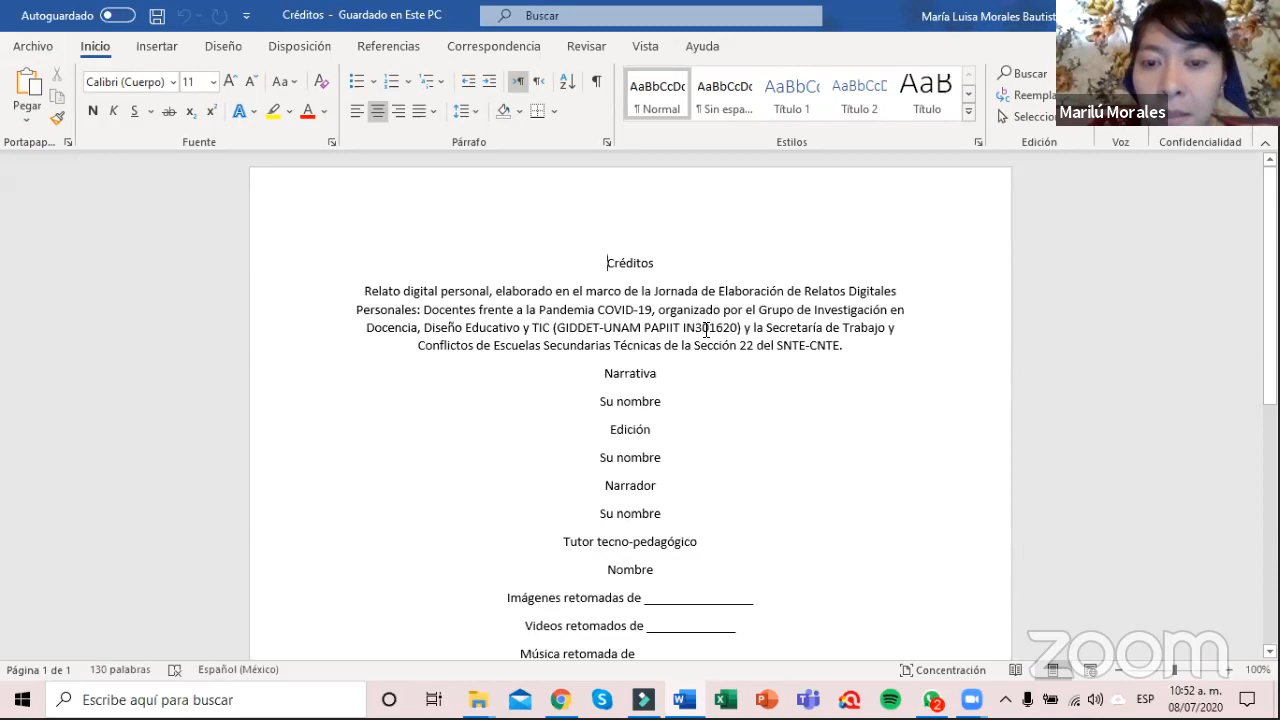 Autoguardado
Créditos - Guardado en Este PC
Buscar
María Luisa Morales Bautist
Archivo Inicio Insertar Diseño Disposición Referencias Correspondencia Revisar Vista Ayuda
Pegar
Calibri (Cuerpo) 11
Aa
N K S
AaBbCcDc AaBbCcDc AaBbCc AaBbCcD AaB
¶ Normal ¶ Sin espa... Título 1 Título 2 Título
Buscar
Reempla
Seleccio
Marilú Morales
Portapap... Fuente Párrafo Estilos Edición Voz Confidencialidad
Créditos
Relato digital personal, elaborado en el marco de la Jornada de Elaboración de Relatos Digitales
Personales: Docentes frente a la Pandemia COVID-19, organizado por el Grupo de Investigación en
Docencia, Diseño Educativo y TIC (GIDDET-UNAM PAPIIT IN301620) y la Secretaría de Trabajo y
Conflictos de Escuelas Secundarias Técnicas de la Sección 22 del SNTE-CNTE.
Narrativa
Su nombre
Edición
Su nombre
Narrador
Su nombre
Tutor tecno-pedagógico
Nombre
Imágenes retomadas de ________________
Videos retomados de _____________
Música retomada de
zoom
Página 1 de 1 130 palabras Español (México) Concentración 100%
Escribe aquí para buscar
2
ESP
10:52 a. m.
08/07/2020